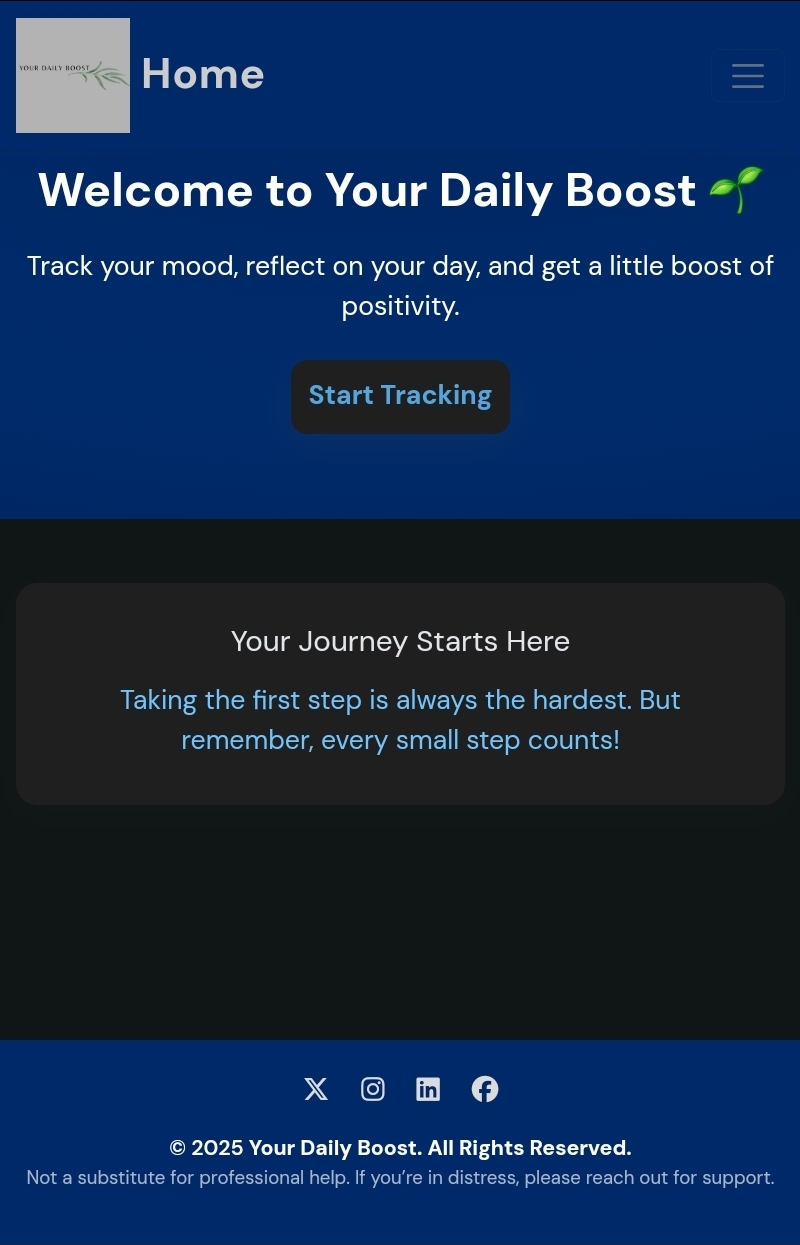 YOUR DAILY BOOST
Home
Welcome to Your Daily Boost 🌱
Track your mood, reflect on your day, and get a little boost of
positivity.
Start Tracking
Your Journey Starts Here
Taking the first step is always the hardest. But
remember, every small step counts!
© 2025 Your Daily Boost. All Rights Reserved.
Not a substitute for professional help. If you’re in distress, please reach out for support.